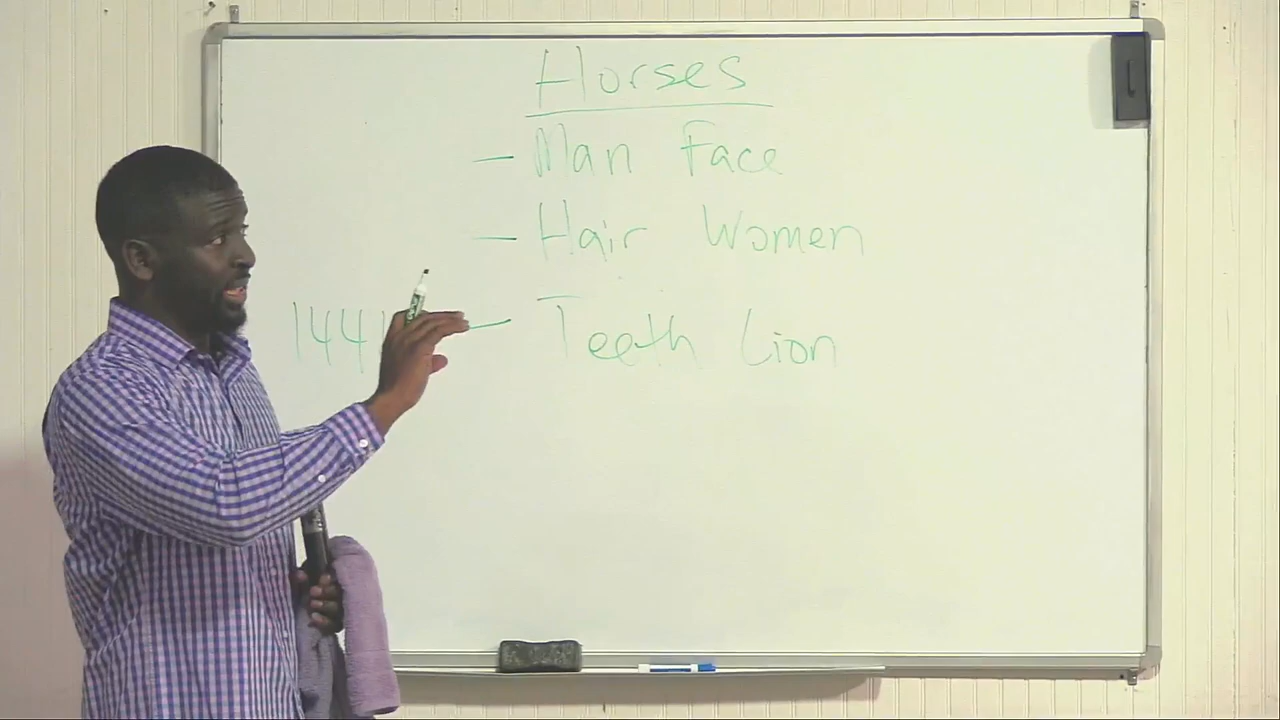 Horses
- Man Face
- Hair Women
- Teeth Lion